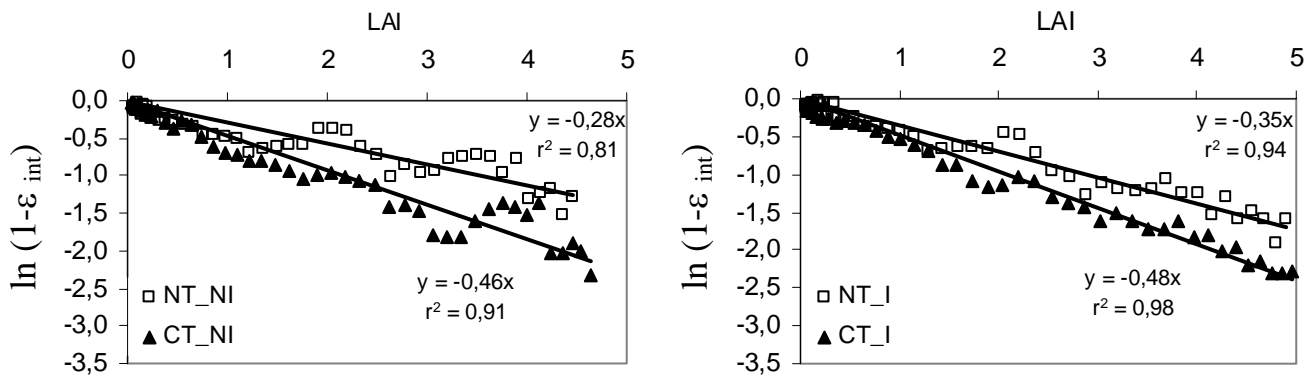 LAI
0 1 2 3 4 5
0,0
-0,5
-1,0
-1,5
-2,0
-2,5
-3,0
-3,5
ln (1-ε int)
y = -0,28x
r² = 0,81
y = -0,46x
r² = 0,91
NT_NI
CT_NI
LAI
0 1 2 3 4 5
0,0
-0,5
-1,0
-1,5
-2,0
-2,5
-3,0
-3,5
ln (1-ε int)
y = -0,35x
r² = 0,94
y = -0,48x
r² = 0,98
NT_I
CT_I